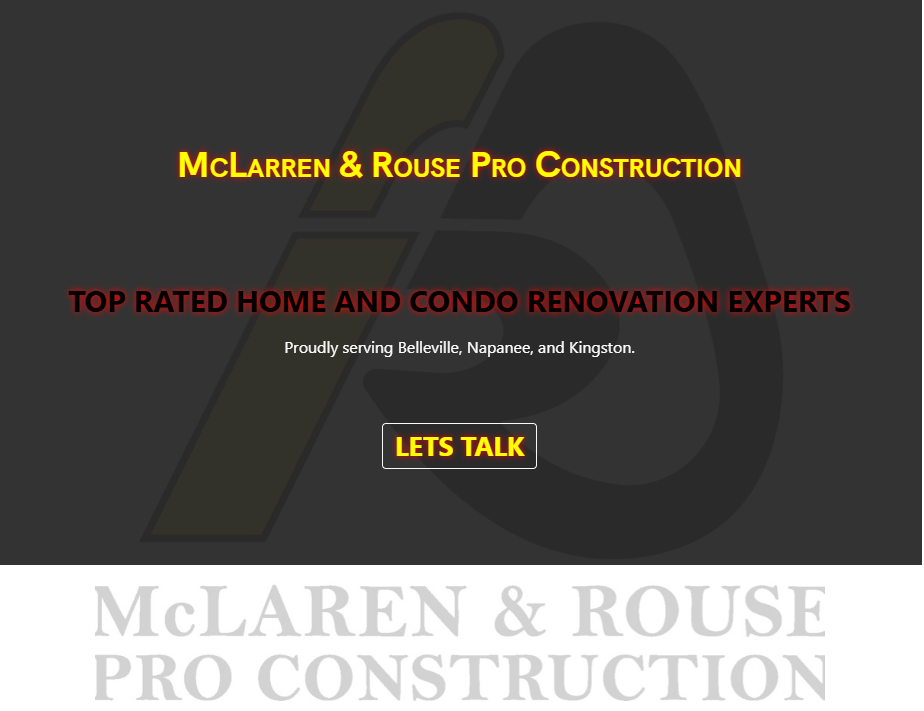 McLarren & Rouse Pro Construction
TOP RATED HOME AND CONDO RENOVATION EXPERTS
Proudly serving Belleville, Napanee, and Kingston.
LETS TALK
McLAREN & ROUSE
PRO CONSTRUCTION